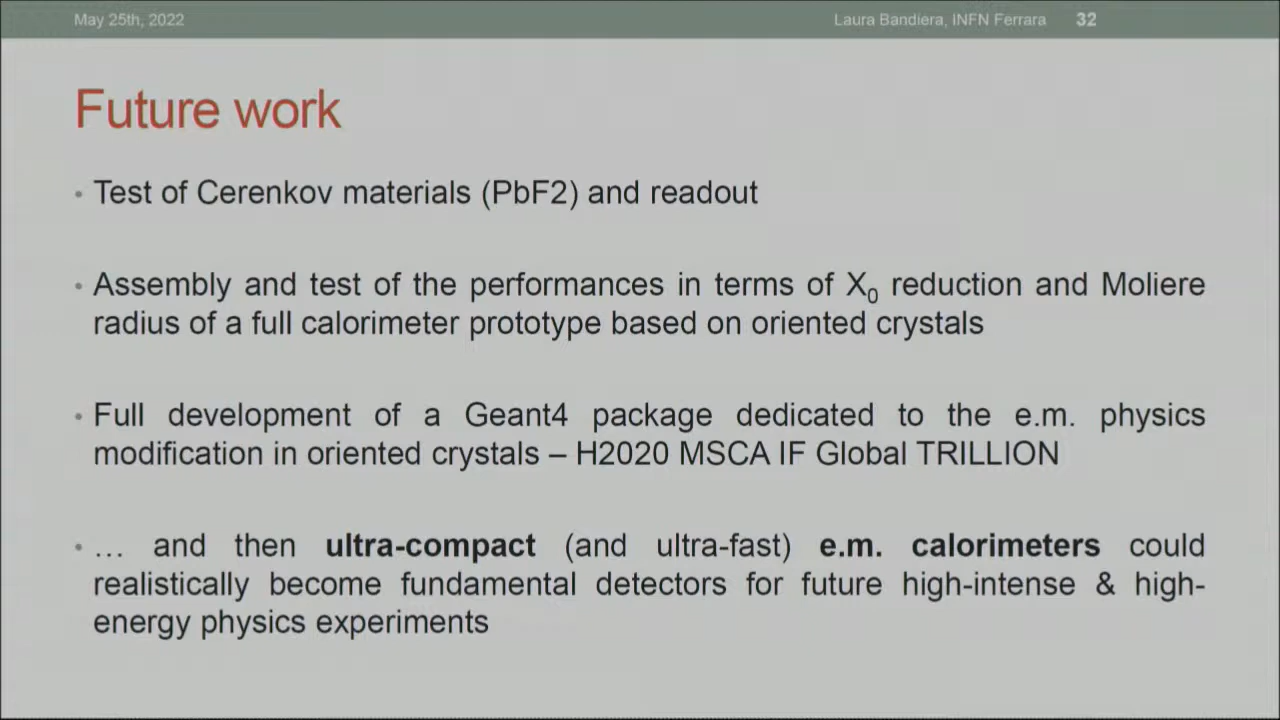 May 25th, 2022
Laura Bandiera, INFN Ferrara 32
Future work
• Test of Cerenkov materials (PbF2) and readout
• Assembly and test of the performances in terms of X₀ reduction and Moliere
radius of a full calorimeter prototype based on oriented crystals
• Full development of a Geant4 package dedicated to the e.m. physics
modification in oriented crystals – H2020 MSCA IF Global TRILLION
• … and then ultra-compact (and ultra-fast) e.m. calorimeters could
realistically become fundamental detectors for future high-intense & high-
energy physics experiments